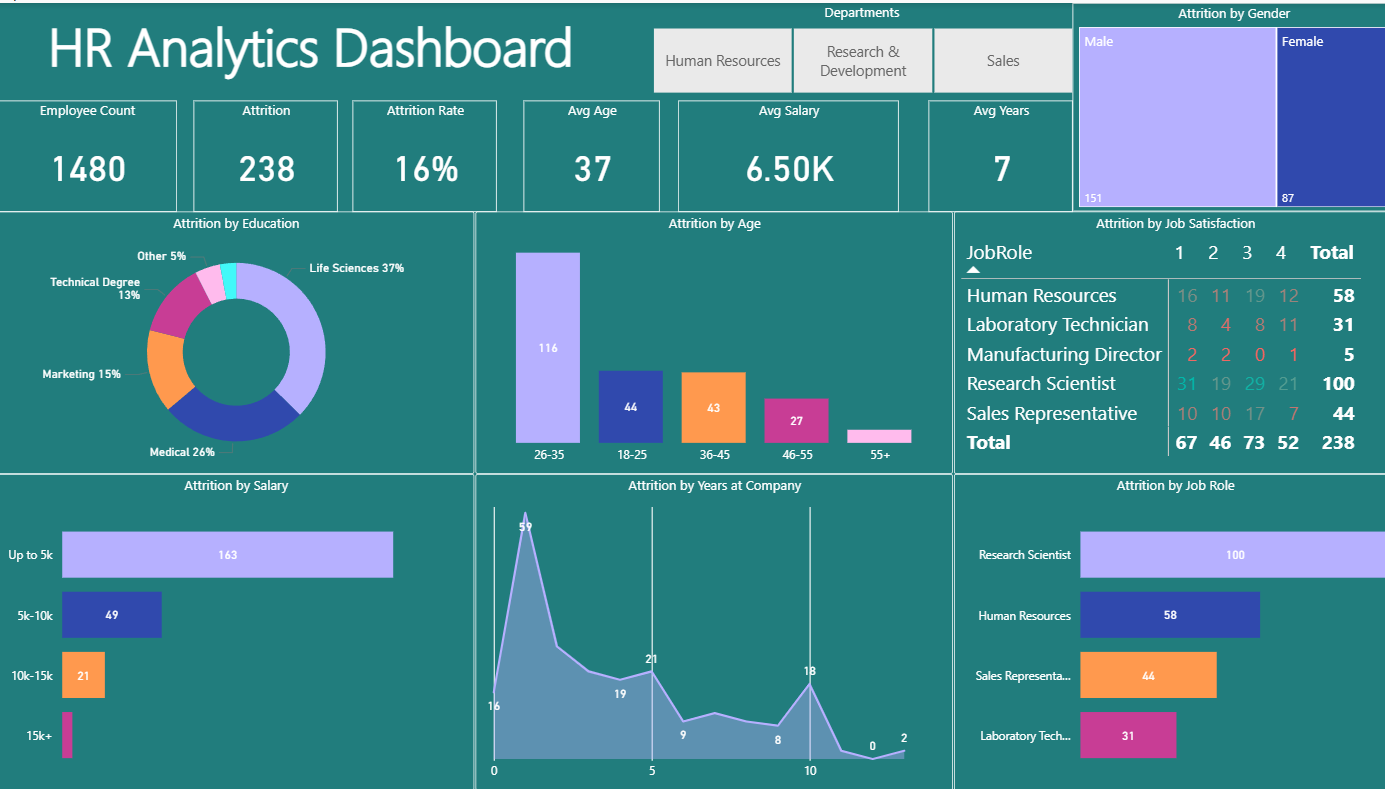 HR Analytics Dashboard
Departments
Human Resources
Research &
Development
Sales
Attrition by Gender
Male
Female
151
87
Employee Count
1480
Attrition
238
Attrition Rate
16%
Avg Age
37
Avg Salary
6.50K
Avg Years
7
Attrition by Education
Other 5%
Life Sciences 37%
Technical Degree
13%
Marketing 15%
Medical 26%
Attrition by Age
116
44
43
27
26-35
18-25
36-45
46-55
55+
Attrition by Job Satisfaction
JobRole 1 2 3 4 Total
Human Resources 16 11 19 12 58
Laboratory Technician 8 4 8 11 31
Manufacturing Director 2 2 0 1 5
Research Scientist 31 19 29 21 100
Sales Representative 10 10 17 7 44
Total 67 46 73 52 238
Attrition by Salary
Up to 5k 163
5k-10k 49
10k-15k 21
15k+
Attrition by Years at Company
59
16
19
21
9
8
18
0
2
0 5 10
Attrition by Job Role
Research Scientist 100
Human Resources 58
Sales Representa... 44
Laboratory Tech... 31